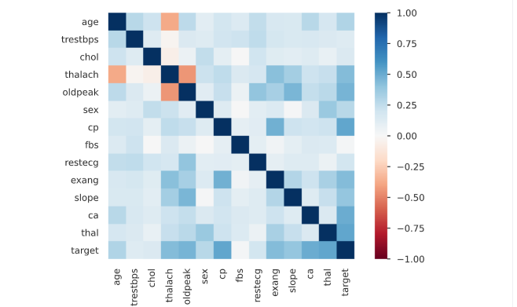 age
trestbps
chol
thalach
oldpeak
sex
cp
fbs
restecg
exang
slope
ca
thal
target
age
trestbps
chol
thalach
oldpeak
sex
cp
fbs
restecg
exang
slope
ca
thal
target
1.00
0.75
0.50
0.25
0.00
−0.25
−0.50
−0.75
−1.00